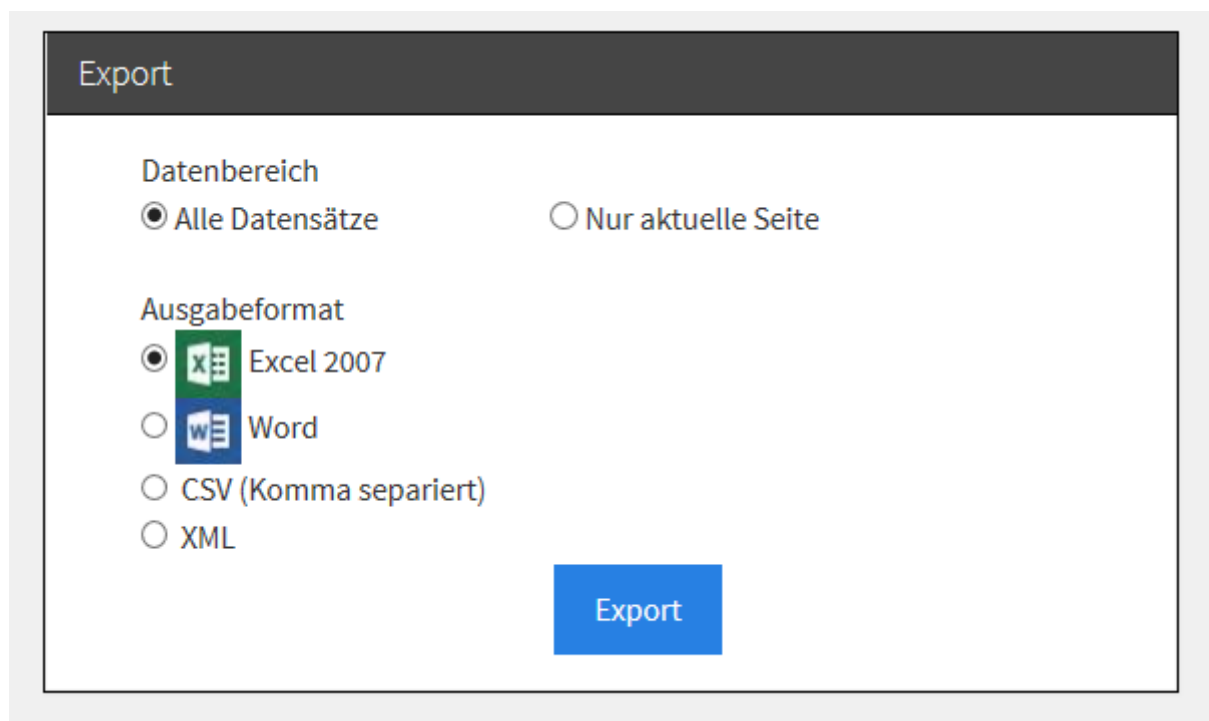 Export
Datenbereich
Alle Datensätze Nur aktuelle Seite
Ausgabeformat
Excel 2007
Word
CSV (Komma separiert)
XML
Export